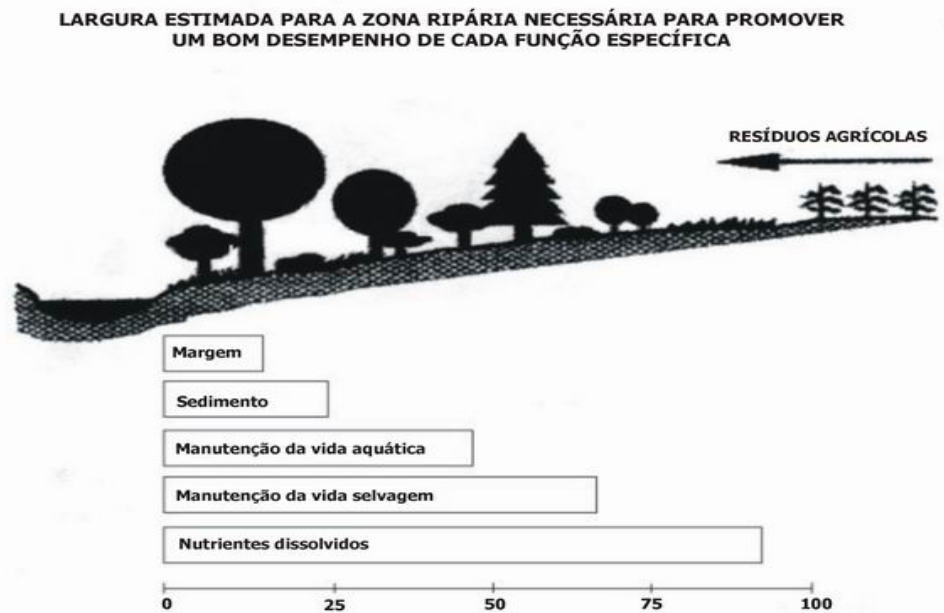 LARGURA ESTIMADA PARA A ZONA RIPÁRIA NECESSÁRIA PARA PROMOVER
UM BOM DESEMPENHO DE CADA FUNÇÃO ESPECÍFICA
RESÍDUOS AGRÍCOLAS
Margem
Sedimento
Manutenção da vida aquática
Manutenção da vida selvagem
Nutrientes dissolvidos
0 25 50 75 100